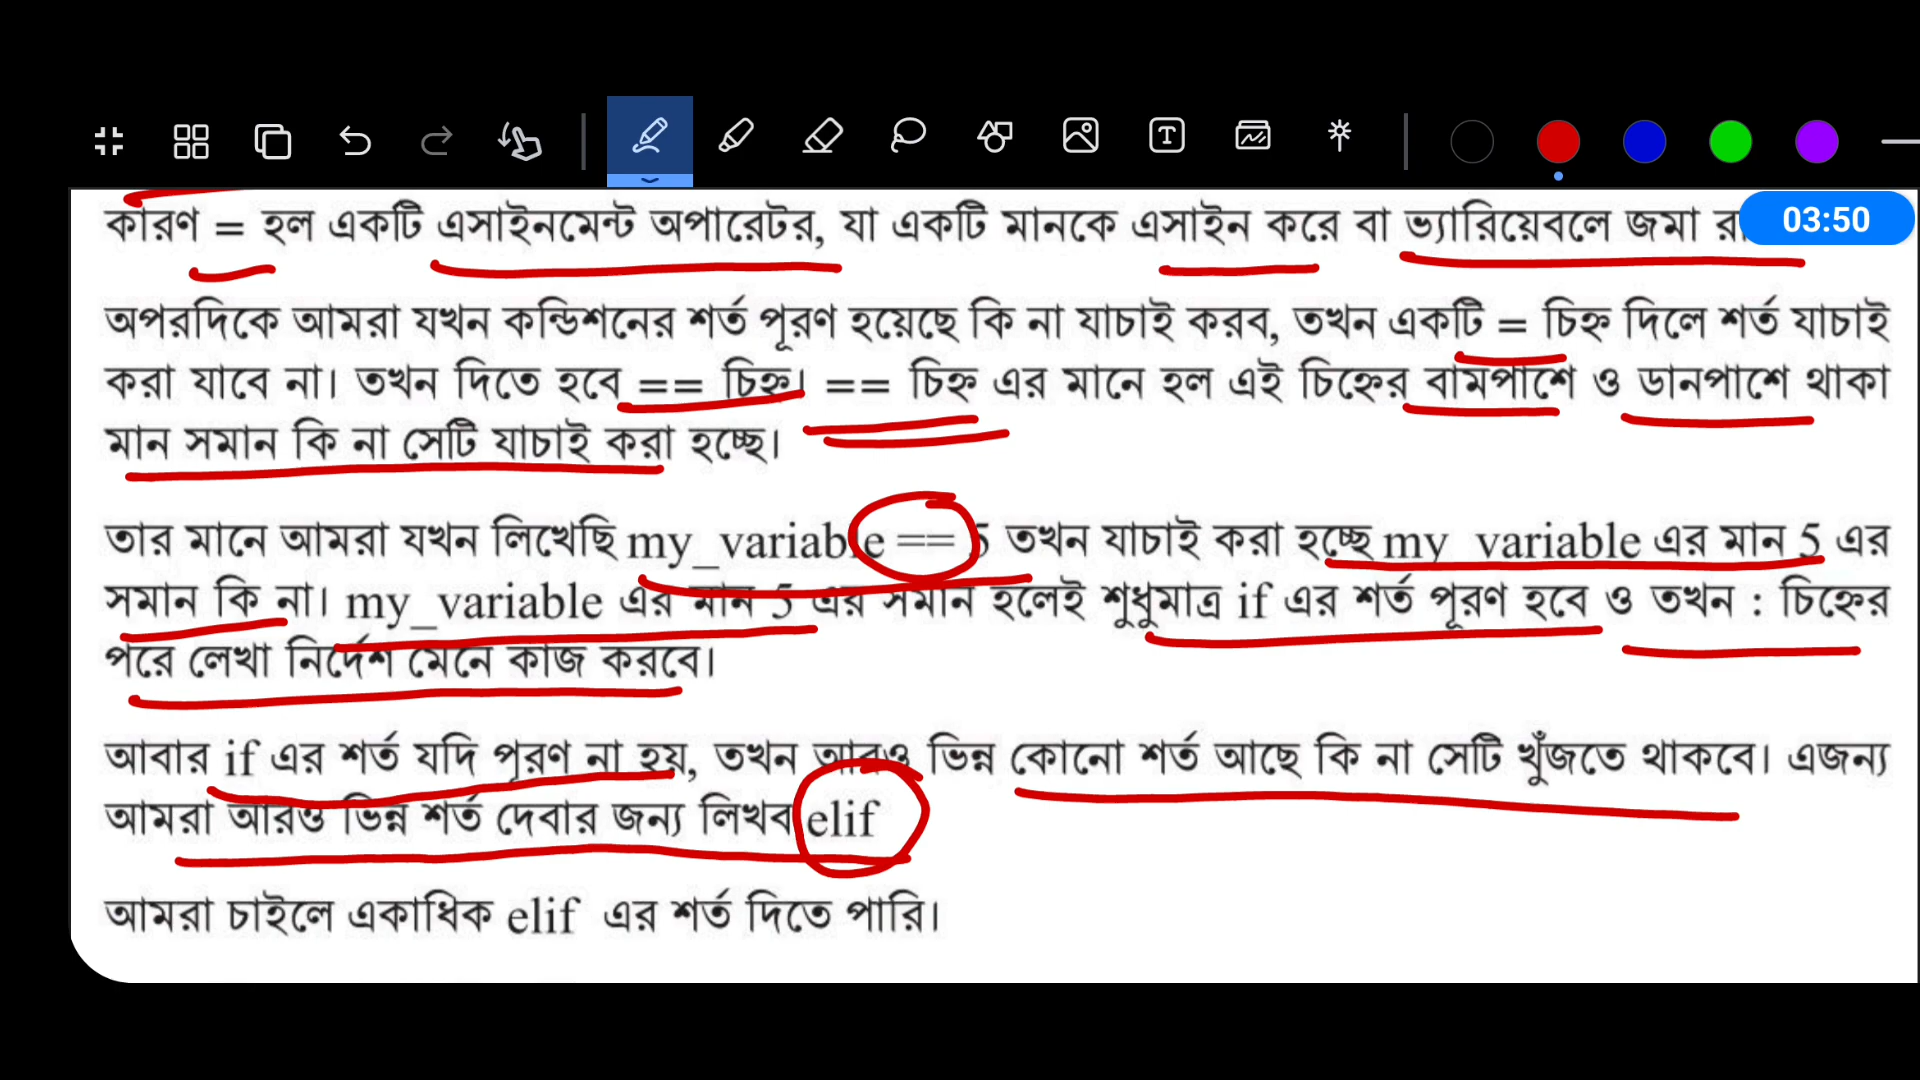 কারণ = হল একটি এসাইনমেন্ট অপারেটর, যা একটি মানকে এসাইন করে বা ভ্যারিয়েবলে জমা
03:50
অপরদিকে আমরা যখন কন্ডিশনের শর্ত পূরণ হয়েছে কি না যাচাই করব, তখন একটি = চিহ্ন দিলে শর্ত যাচাই
করা যাবে না। তখন দিতে হবে == চিহ্ন। == চিহ্ন এর মানে হল এই চিহ্নের বামপাশে ও ডানপাশে থাকা
মান সমান কি না সেটি যাচাই করা হচ্ছে।
তার মানে আমরা যখন লিখেছি my_variable == 5 তখন যাচাই করা হচ্ছে my_variable এর মান 5 এর
সমান কি না। my_variable এর মান 5 এর সমান হলেই শুধুমাত্র if এর শর্ত পূরণ হবে ও তখন : চিহ্নের
পরে লেখা নির্দেশ মেনে কাজ করবে।
আবার if এর শর্ত যদি পূরণ না হয়, তখন আরও ভিন্ন কোনো শর্ত আছে কি না সেটি খুঁজতে থাকবে। এজন্য
আমরা আরও ভিন্ন শর্ত দেবার জন্য লিখব elif
আমরা চাইলে একাধিক elif এর শর্ত দিতে পারি।